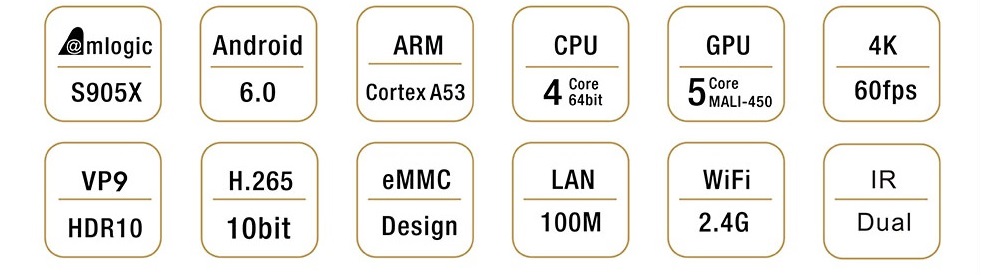 @mlogic
S905X
Android
6.0
ARM
Cortex A53
CPU
4 Core
64bit
GPU
5 Core
MALI-450
4K
60fps
VP9
HDR10
H.265
10bit
eMMC
Design
LAN
100M
WiFi
2.4G
IR
Dual